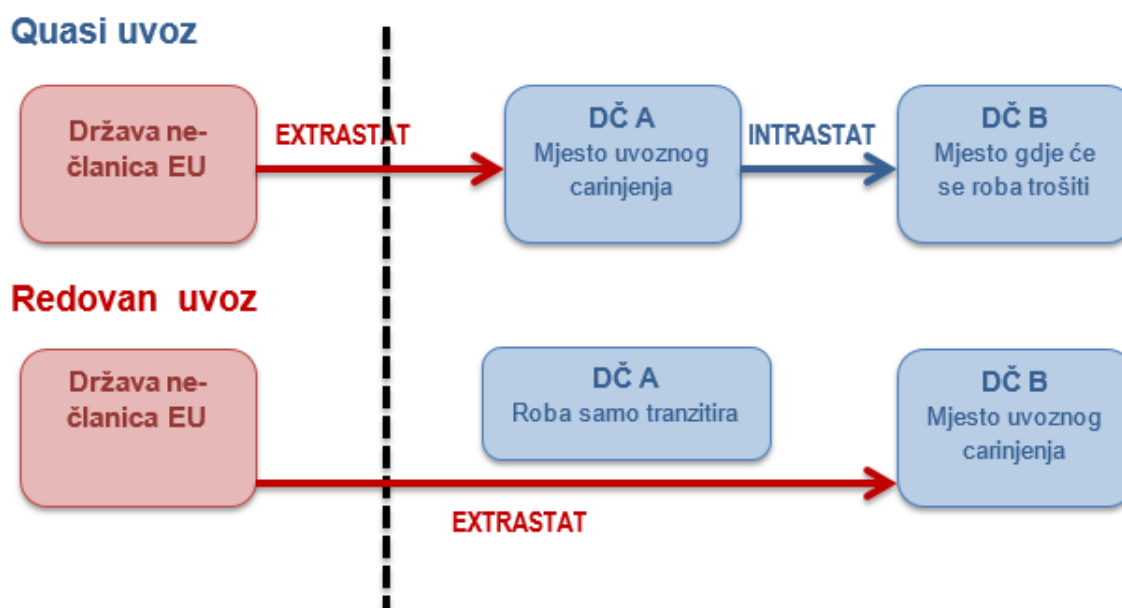 Quasi uvoz
Država ne-
članica EU
EXTRASTAT
DČ A
Mjesto uvoznog
carinjenja
INTRASTAT
DČ B
Mjesto gdje će
se roba trošiti
Redovan uvoz
Država ne-
članica EU
DČ A
Roba samo tranzitira
DČ B
Mjesto uvoznog
carinjenja
EXTRASTAT